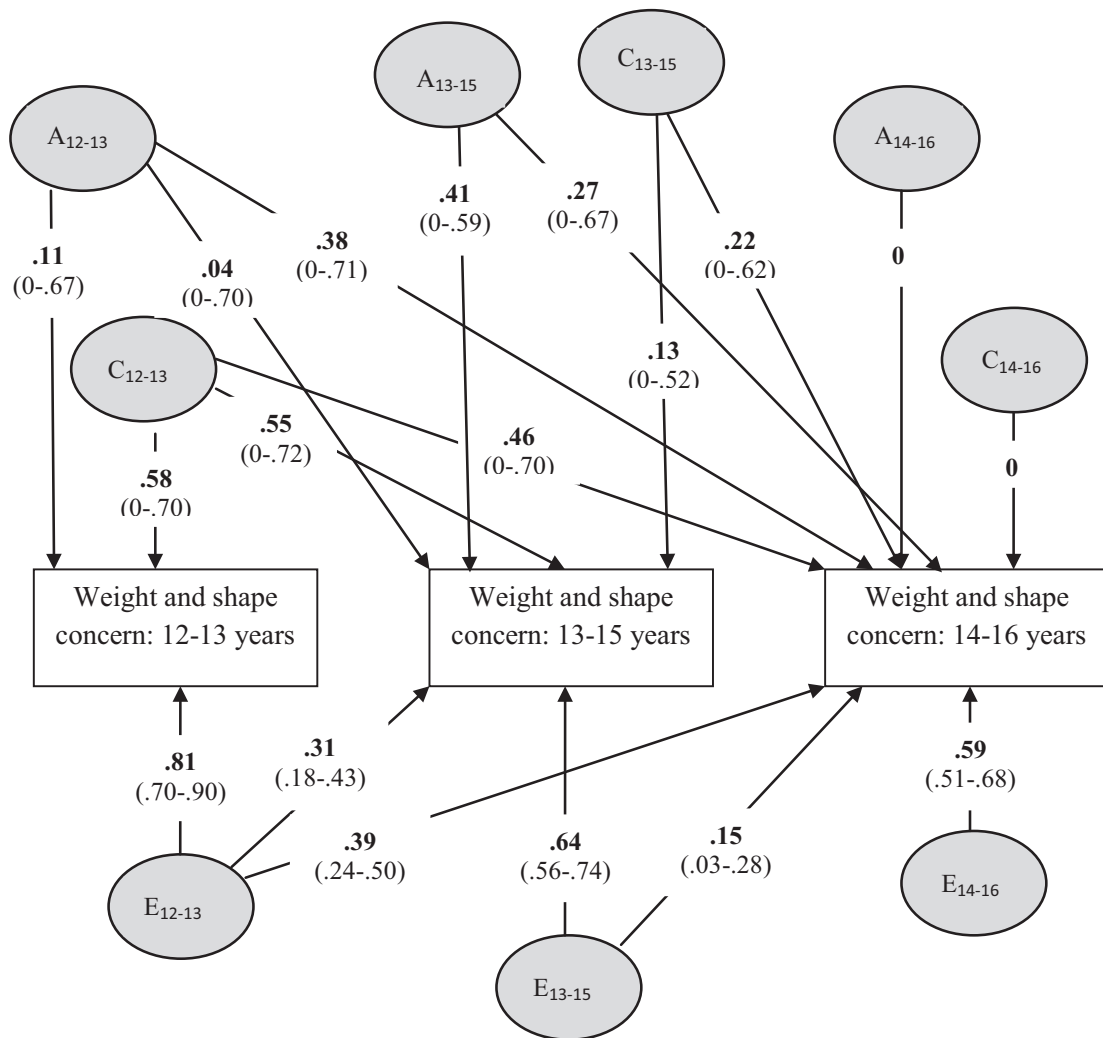 C13-15
A13-15
A12-13
A14-16
.41
(0-.59)
.27
(0-.67)
.38
(0-.71)
.22
(0-.62)
.11
(0-.67)
.04
(0-.70)
0
C12-13
.13
(0-.52)
C14-16
.55
(0-.72)
.46
(0-.70)
.58
(0-.70)
0
Weight and shape
concern: 12-13 years
Weight and shape
concern: 13-15 years
Weight and shape
concern: 14-16 years
.81
(.70-.90)
.31
(.18-.43)
.59
(.51-.68)
.39
(.24-.50)
.64
(.56-.74)
.15
(.03-.28)
E12-13
E14-16
E13-15